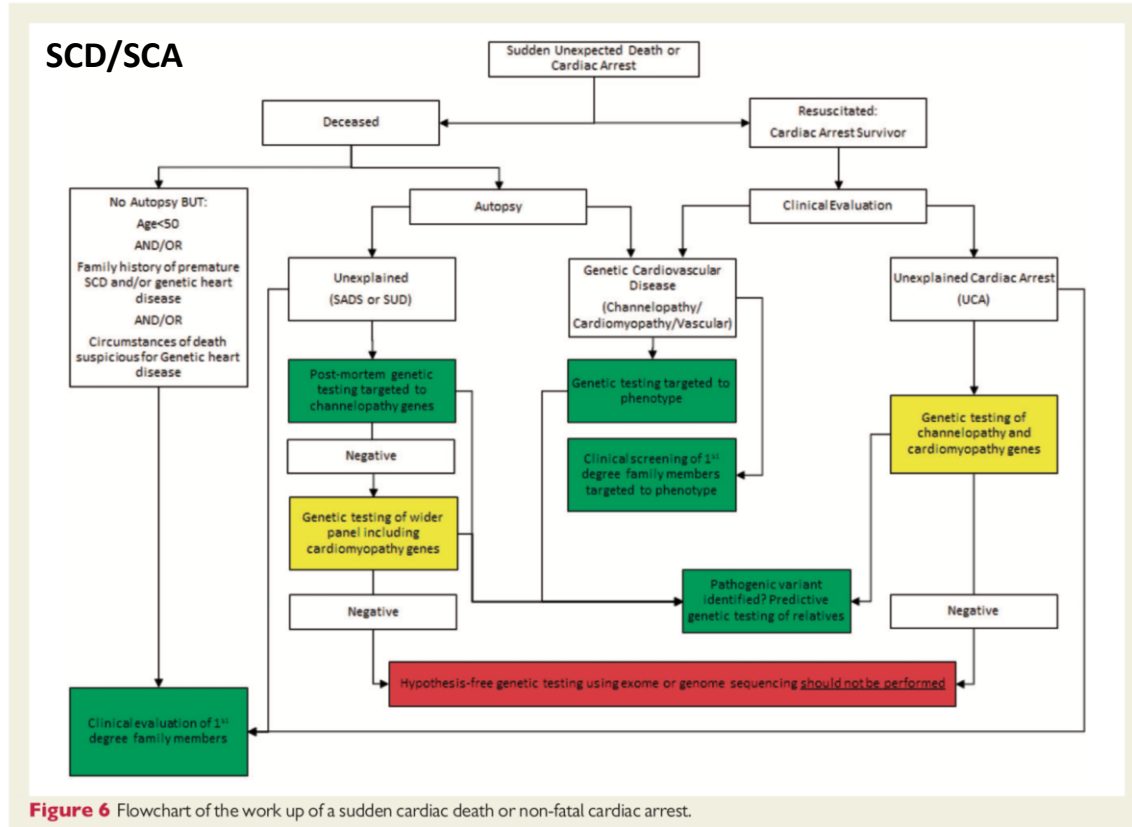 SCD/SCA
Sudden Unexpected Death or
Cardiac Arrest
Deceased
Resuscitated:
Cardiac Arrest Survivor
No Autopsy BUT:
Age<50
AND/OR
Family history of premature
SCD and/or genetic heart
disease
AND/OR
Circumstances of death
suspicious for Genetic heart
disease
Autopsy
Clinical Evaluation
Unexplained
(SADS or SUD)
Genetic Cardiovascular
Disease
(Channelopathy/
Cardiomyopathy/Vascular)
Unexplained Cardiac Arrest
(UCA)
Post-mortem genetic
testing targeted to
channelopathy genes
Genetic testing targeted to
phenotype
Genetic testing of
channelopathy and
cardiomyopathy genes
Negative
Clinical screening of 1st
degree family members
targeted to phenotype
Genetic testing of wider
panel including
cardiomyopathy genes
Pathogenic variant
identified? Predictive
genetic testing of relatives
Negative
Negative
Hypothesis-free genetic testing using exome or genome sequencing should not be performed
Clinical evaluation of 1st
degree family members
Figure 6 Flowchart of the work up of a sudden cardiac death or non-fatal cardiac arrest.